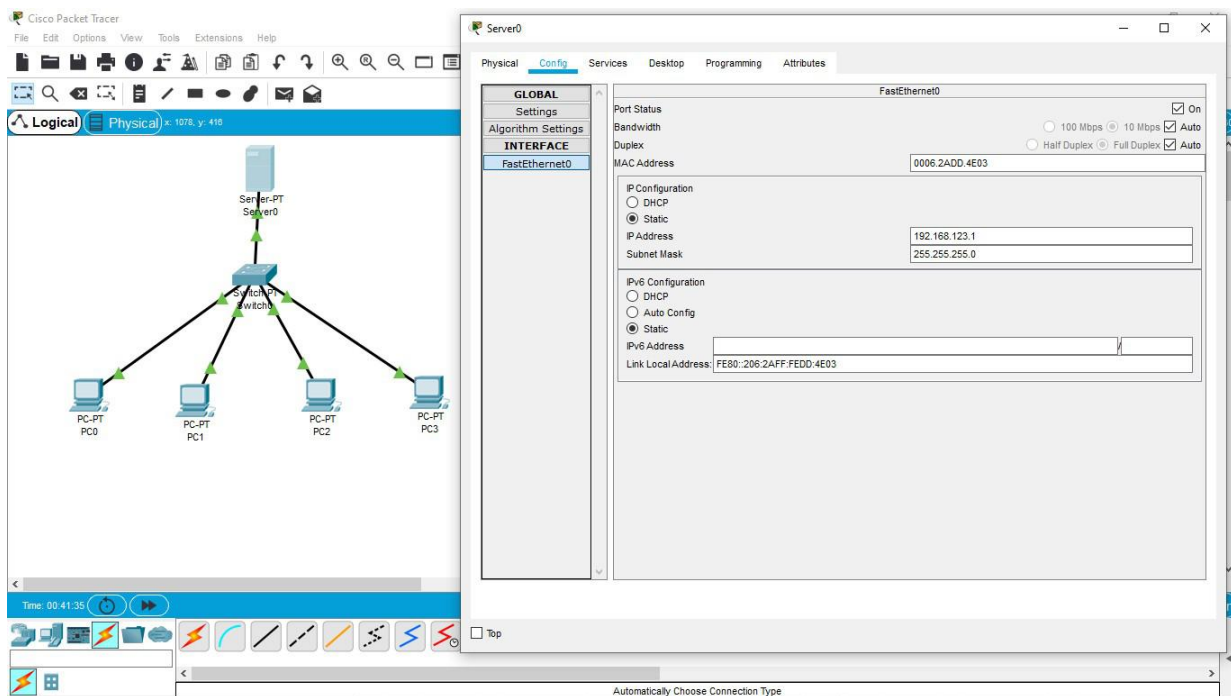 Cisco Packet Tracer
File Edit Options View Tools Extensions Help
Logical Physical x: 1078, y: 416
Server-PT
Server0
Switch-PT
Switch0
PC-PT
PC0
PC-PT
PC1
PC-PT
PC2
PC-PT
PC3
Time: 00:41:35
Automatically Choose Connection Type
Server0
Physical Config Services Desktop Programming Attributes
GLOBAL
Settings
Algorithm Settings
INTERFACE
FastEthernet0
FastEthernet0
Port Status On
Bandwidth 100 Mbps 10 Mbps Auto
Duplex Half Duplex Full Duplex Auto
MAC Address 0006.2ADD.4E03
IP Configuration
DHCP
Static
IP Address 192.168.123.1
Subnet Mask 255.255.255.0
IPv6 Configuration
DHCP
Auto Config
Static
IPv6 Address /
Link Local Address: FE80::206:2AFF:FEDD:4E03
Top